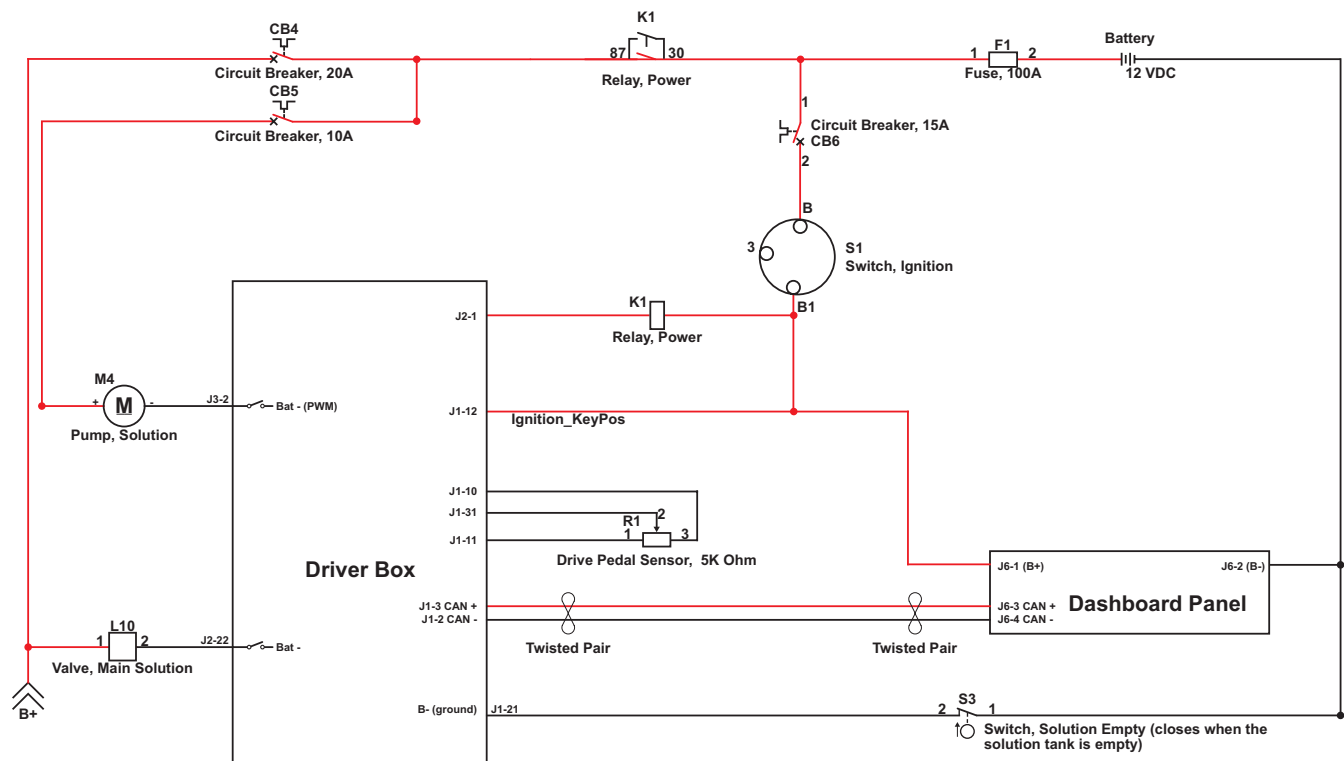 CB4
Circuit Breaker, 20A
CB5
Circuit Breaker, 10A
K1
87 30
Relay, Power
1 F1 2
Fuse, 100A
Battery
12 VDC
1
Circuit Breaker, 15A
CB6
2
B
3
S1
Switch, Ignition
B1
J2-1
K1
Relay, Power
M4
+ M -
J3-2
Bat - (PWM)
Pump, Solution
J1-12
Ignition_KeyPos
J1-10
J1-31
J1-11
R1
1 2 3
Drive Pedal Sensor, 5K Ohm
Driver Box
J6-1 (B+)
J6-2 (B-)
Dashboard Panel
J1-3 CAN +
J1-2 CAN -
J6-3 CAN +
J6-4 CAN -
Twisted Pair
Twisted Pair
L10
1 2
J2-22
Bat -
Valve, Main Solution
B+
B- (ground)
J1-21
2 S3 1
Switch, Solution Empty (closes when the
solution tank is empty)